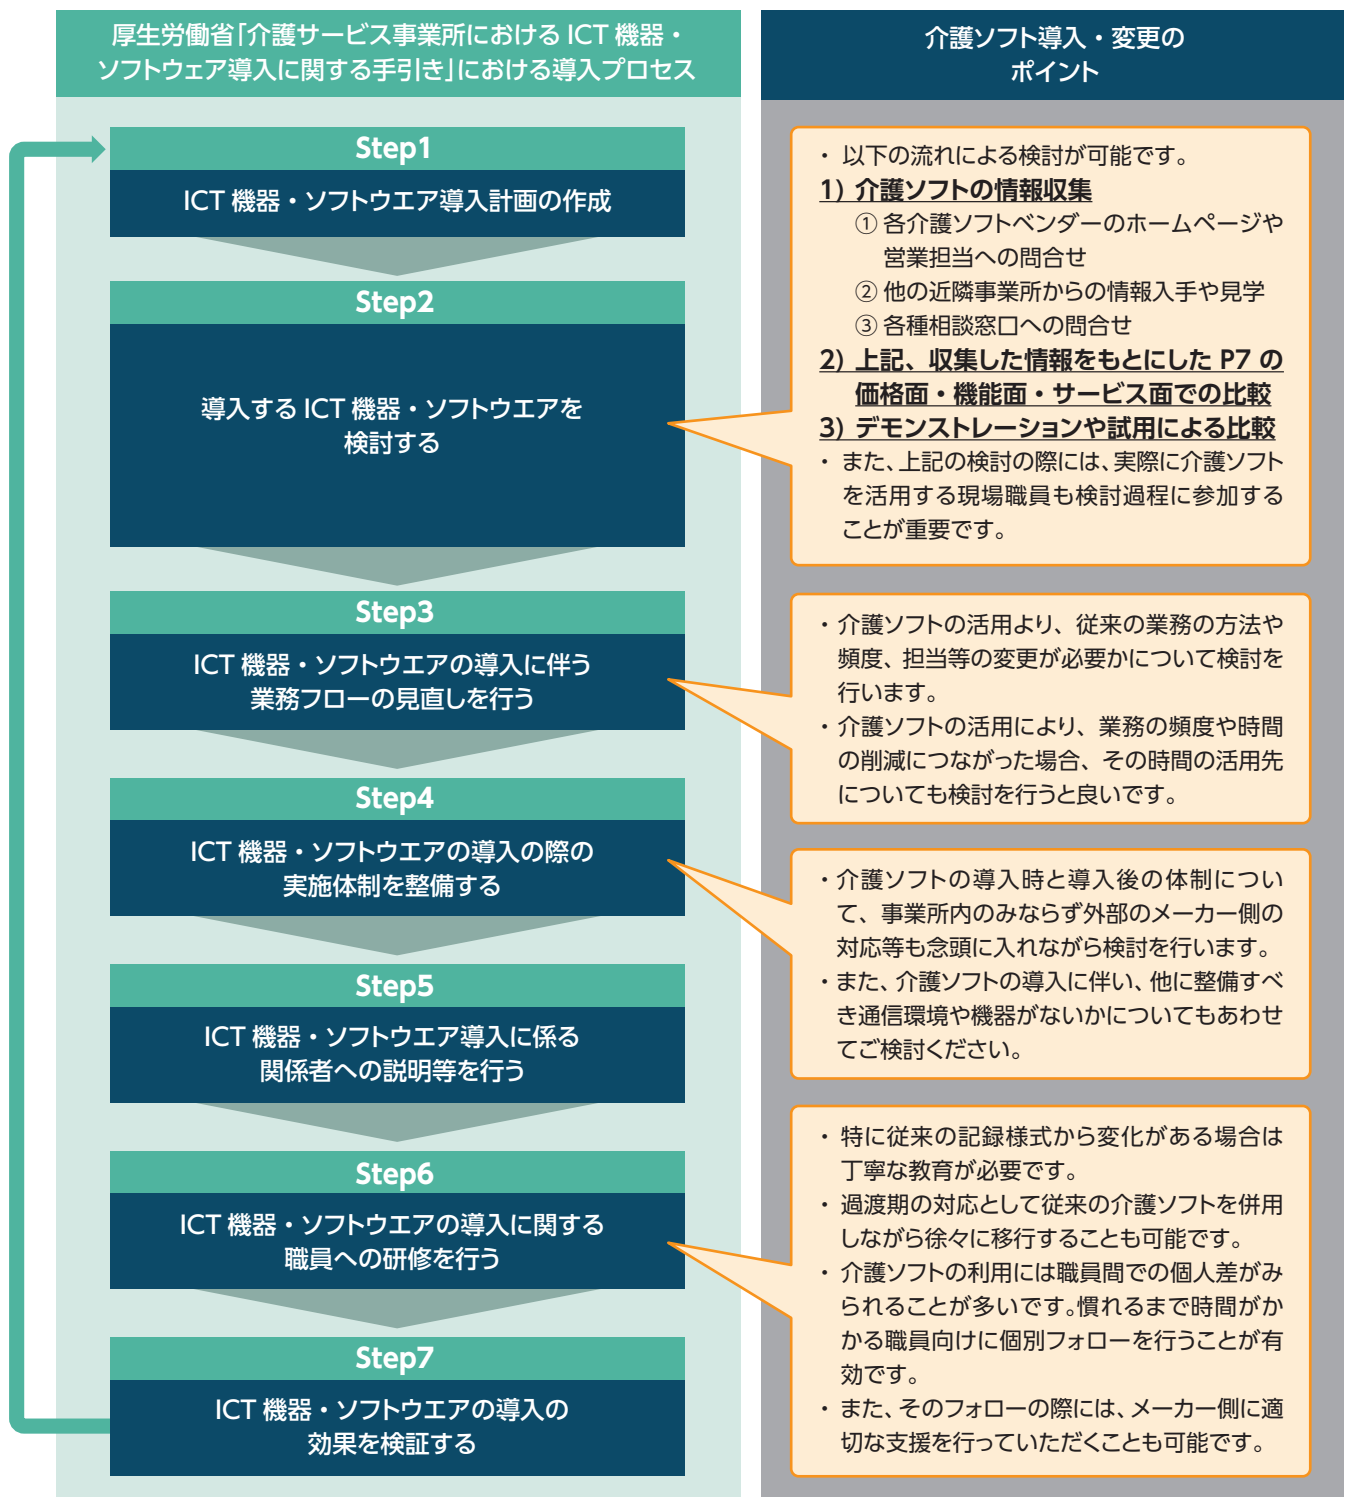 厚生労働省「介護サービス事業所における ICT 機器・
ソフトウェア導入に関する手引き」における導入プロセス
Step1
ICT 機器・ソフトウエア導入計画の作成
Step2
導入する ICT 機器・ソフトウエアを
検討する
Step3
ICT 機器・ソフトウエアの導入に伴う
業務フローの見直しを行う
Step4
ICT 機器・ソフトウエアの導入の際の
実施体制を整備する
Step5
ICT 機器・ソフトウエア導入に係る
関係者への説明等を行う
Step6
ICT 機器・ソフトウエアの導入に関する
職員への研修を行う
Step7
ICT 機器・ソフトウエアの導入の
効果を検証する
介護ソフト導入・変更の
ポイント
・ 以下の流れによる検討が可能です。
1) 介護ソフトの情報収集
① 各介護ソフトベンダーのホームページや
営業担当への問合せ
② 他の近隣事業所からの情報入手や見学
③ 各種相談窓口への問合せ
2) 上記、収集した情報をもとにした P7 の
価格面・機能面・サービス面での比較
3) デモンストレーションや試用による比較
・ また、上記の検討の際には、実際に介護ソフト
を活用する現場職員も検討過程に参加する
ことが重要です。
・介護ソフトの活用より、従来の業務の方法や
頻度、担当等の変更が必要かについて検討を
行います。
・介護ソフトの活用により、業務の頻度や時間
の削減につながった場合、その時間の活用先
についても検討を行うと良いです。
・介護ソフトの導入時と導入後の体制につい
て、事業所内のみならず外部のメーカー側の
対応等も念頭に入れながら検討を行います。
・また、介護ソフトの導入に伴い、他に整備すべ
き通信環境や機器がないかについてもあわせ
てご検討ください。
・ 特に従来の記録様式から変化がある場合は
丁寧な教育が必要です。
・ 過渡期の対応として従来の介護ソフトを併用
しながら徐々に移行することも可能です。
・ 介護ソフトの利用には職員間での個人差がみ
られることが多いです。慣れるまで時間がか
かる職員向けに個別フォローを行うことが有
効です。
・ また、そのフォローの際には、メーカー側に適
切な支援を行っていただくことも可能です。